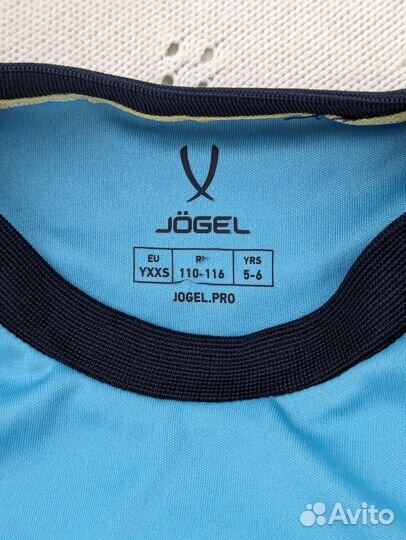 JÖGEL
EU YRS
YXXS 110-116 5-6
JOGEL.PRO
Avito